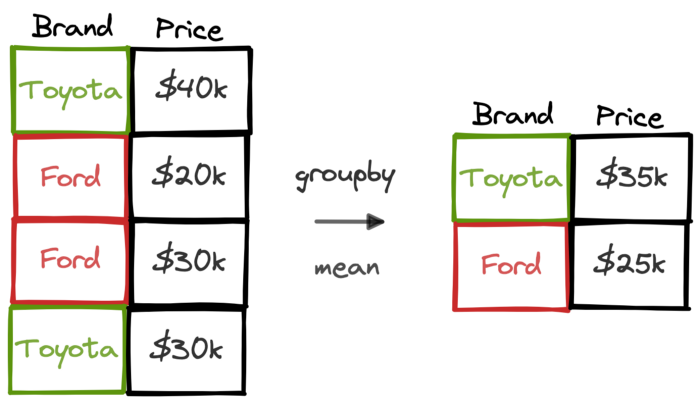 Brand Price
Toyota $40k
Ford $20k
Ford $30k
Toyota $30k
groupby
mean
Brand Price
Toyota $35k
Ford $25k